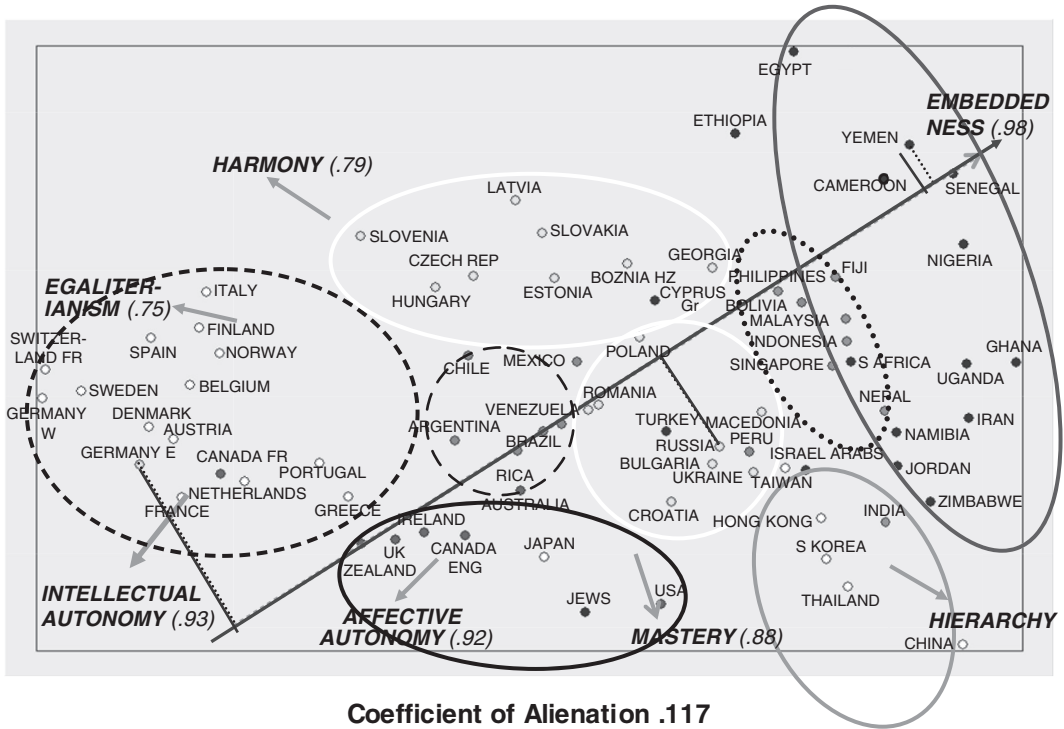 EGYPT
EMBEDDED
NESS (.98)
ETHIOPIA
YEMEN
HARMONY (.79)
CAMEROON
SENEGAL
LATVIA
SLOVENIA
SLOVAKIA
NIGERIA
CZECH REP
GEORGIA
BOZNIA HZ
FIJI
PHILIPPINES
EGALITER-
IANISM (.75)
ITALY
HUNGARY
ESTONIA
CYPRUS
Gr
BOLIVIA
MALAYSIA
FINLAND
SWITZER-
LAND FR
SPAIN
NORWAY
INDONESIA
POLAND
GHANA
CHILE
MEXICO
SINGAPORE
S AFRICA
UGANDA
SWEDEN
BELGIUM
ROMANIA
NEPAL
GERMANY
W
DENMARK
AUSTRIA
VENEZUELA
ARGENTINA
BRAZIL
TURKEY
MACEDONIA
IRAN
NAMIBIA
RUSSIA
PERU
GERMANY E
CANADA FR
PORTUGAL
BULGARIA
UKRAINE
ISRAEL ARABS
TAIWAN
JORDAN
RICA
NETHERLANDS
FRANCE
GREECE
AUSTRALIA
CROATIA
HONG KONG
INDIA
ZIMBABWE
IRELAND
UK
ZEALAND
CANADA
ENG
JAPAN
S KOREA
INTELLECTUAL
AUTONOMY (.93)
AFFECTIVE
AUTONOMY (.92)
JEWS
USA
MASTERY (.88)
THAILAND
HIERARCHY
CHINA
Coefficient of Alienation .117